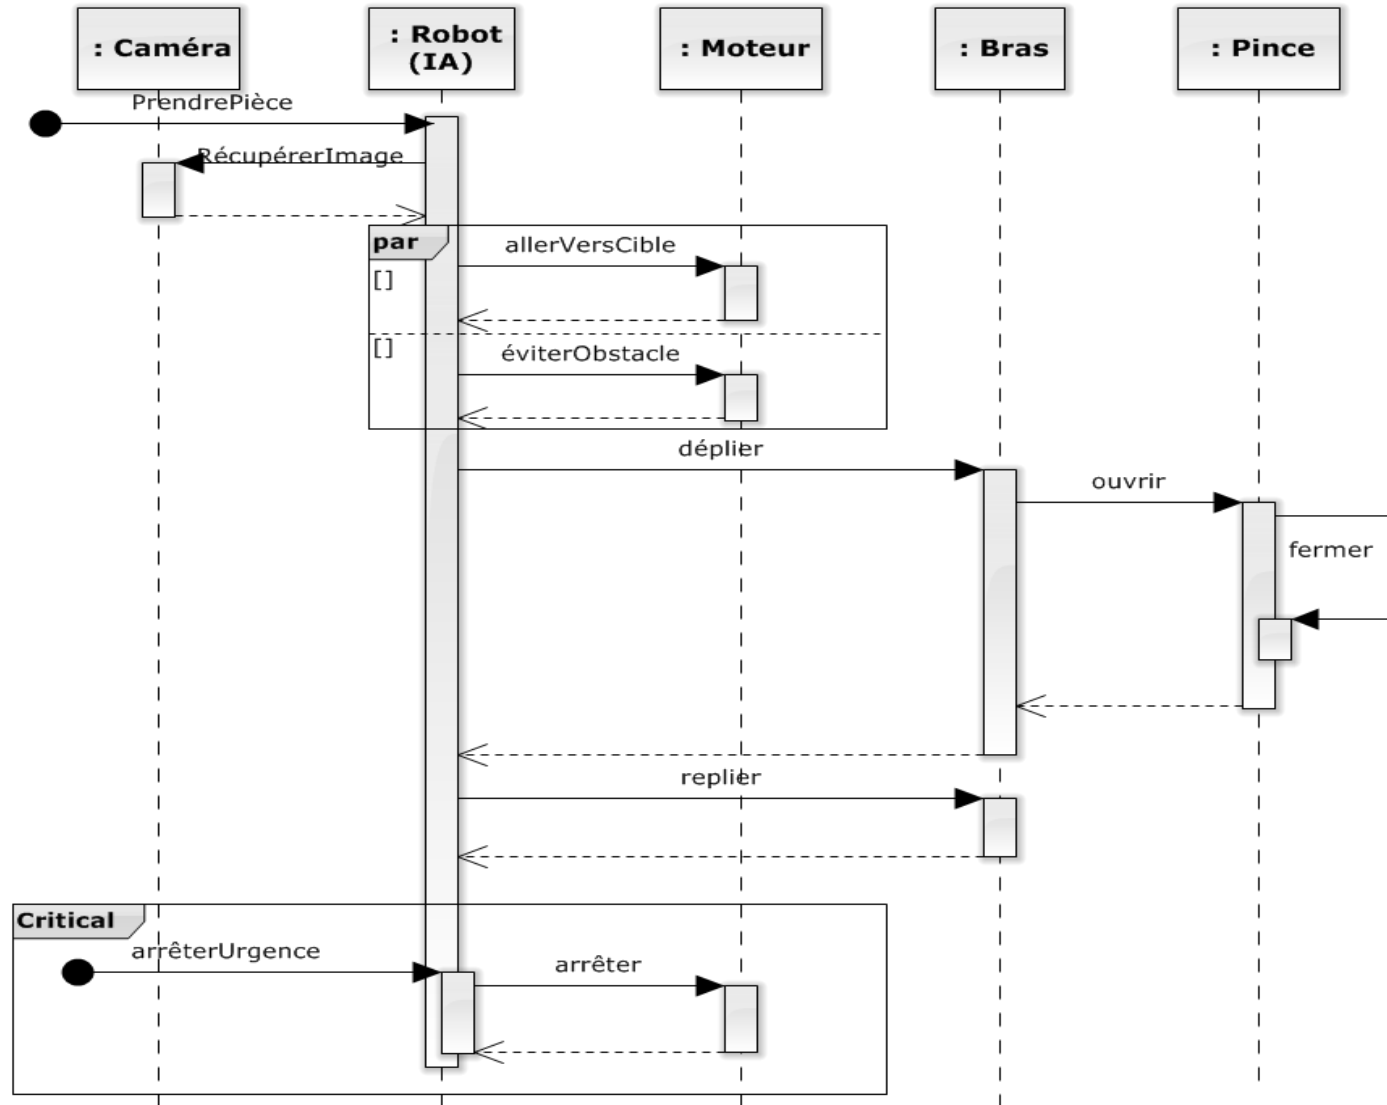 : Caméra
: Robot
(IA)
: Moteur
: Bras
: Pince
PrendrePièce
RécupérerImage
par
allerVersCible
[]
[]
éviterObstacle
déplier
ouvrir
fermer
replier
Critical
arrêterUrgence
arrêter